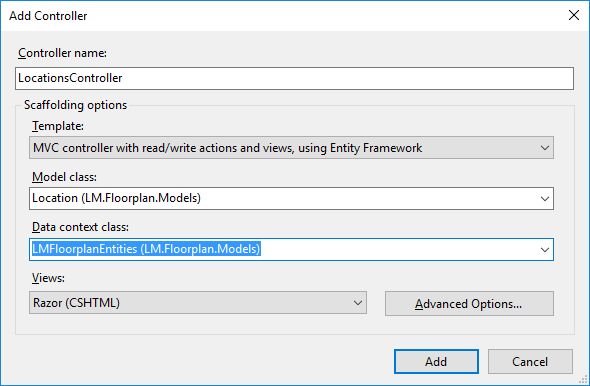 Add Controller
Controller name:
LocationsController
Scaffolding options
Template:
MVC controller with read/write actions and views, using Entity Framework
Model class:
Location (LM.Floorplan.Models)
Data context class:
LMFloorplanEntities (LM.Floorplan.Models)
Views:
Razor (CSHTML)
Advanced Options...
Add
Cancel